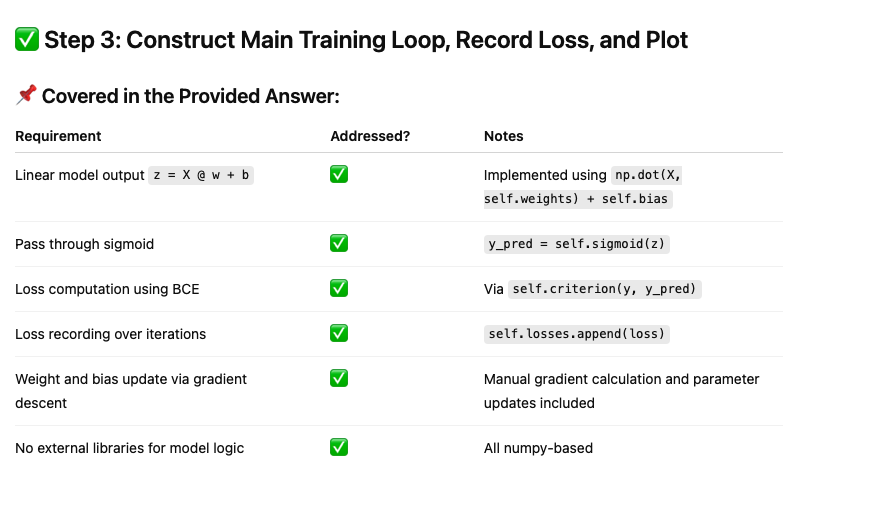 ✅ Step 3: Construct Main Training Loop, Record Loss, and Plot
📌 Covered in the Provided Answer:
Requirement Addressed? Notes
Linear model output z = X @ w + b ✅ Implemented using np.dot(X,
self.weights) + self.bias
Pass through sigmoid ✅ y_pred = self.sigmoid(z)
Loss computation using BCE ✅ Via self.criterion(y, y_pred)
Loss recording over iterations ✅ self.losses.append(loss)
Weight and bias update via gradient ✅ Manual gradient calculation and parameter
descent updates included
No external libraries for model logic ✅ All numpy-based